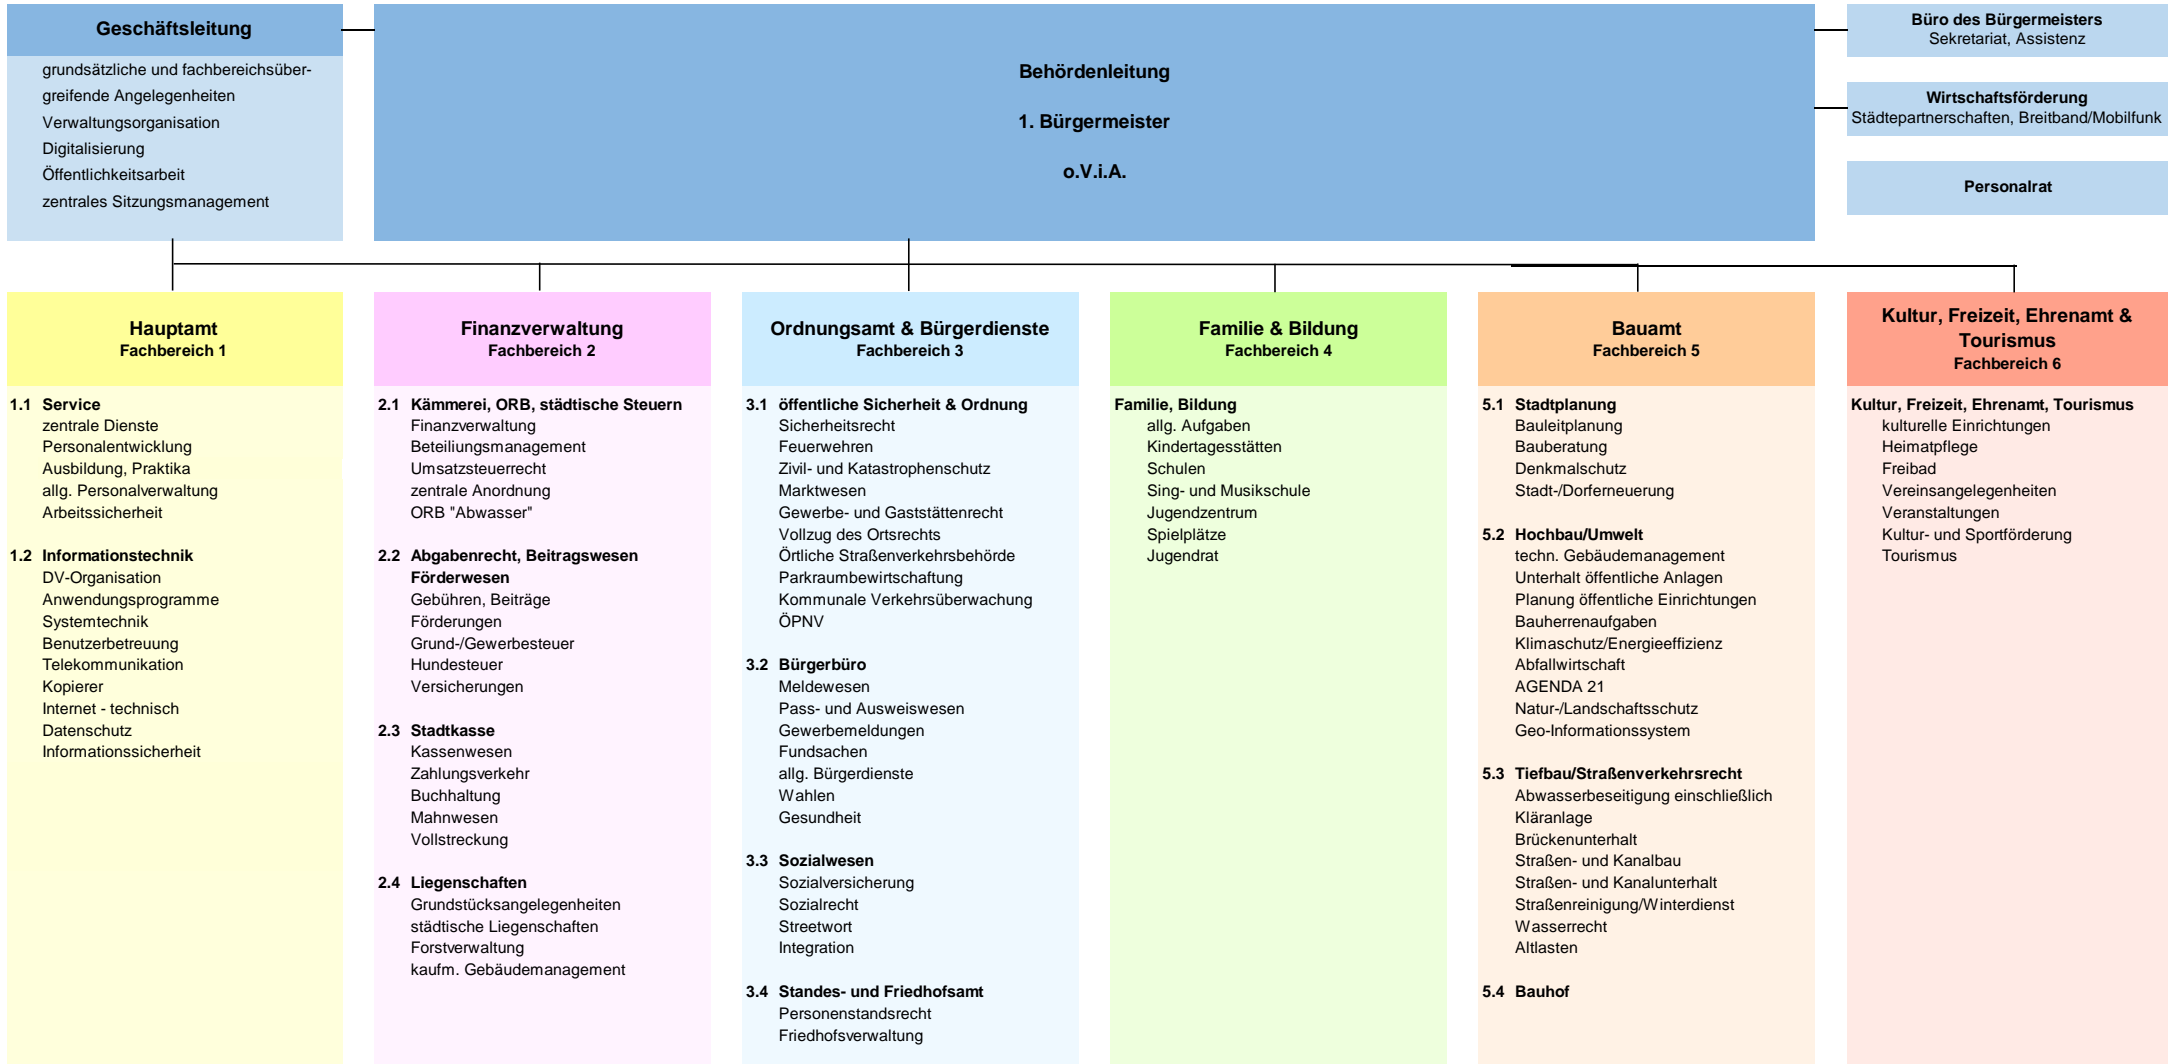 Geschäftsleitung
grundsätzliche und fachbereichsüber-
greifende Angelegenheiten
Verwaltungsorganisation
Digitalisierung
Öffentlichkeitsarbeit
zentrales Sitzungsmanagement
Behördenleitung
1. Bürgermeister
o.V.i.A.
Büro des Bürgermeisters
Sekretariat, Assistenz
Wirtschaftsförderung
Städtepartnerschaften, Breitband/Mobilfunk
Personalrat
Hauptamt
Fachbereich 1
1.1 Service
zentrale Dienste
Personalentwicklung
Ausbildung, Praktika
allg. Personalverwaltung
Arbeitssicherheit
1.2 Informationstechnik
DV-Organisation
Anwendungsprogramme
Systemtechnik
Benutzerbetreuung
Telekommunikation
Kopierer
Internet - technisch
Datenschutz
Informationssicherheit
Finanzverwaltung
Fachbereich 2
2.1 Kämmerei, ORB, städtische Steuern
Finanzverwaltung
Beteiliungsmanagement
Umsatzsteuerrecht
zentrale Anordnung
ORB "Abwasser"
2.2 Abgabenrecht, Beitragswesen
Förderwesen
Gebühren, Beiträge
Förderungen
Grund-/Gewerbesteuer
Hundesteuer
Versicherungen
2.3 Stadtkasse
Kassenwesen
Zahlungsverkehr
Buchhaltung
Mahnwesen
Vollstreckung
2.4 Liegenschaften
Grundstücksangelegenheiten
städtische Liegenschaften
Forstverwaltung
kaufm. Gebäudemanagement
Ordnungsamt & Bürgerdienste
Fachbereich 3
3.1 öffentliche Sicherheit & Ordnung
Sicherheitsrecht
Feuerwehren
Zivil- und Katastrophenschutz
Marktwesen
Gewerbe- und Gaststättenrecht
Vollzug des Ortsrechts
Örtliche Straßenverkehrsbehörde
Parkraumbewirtschaftung
Kommunale Verkehrsüberwachung
ÖPNV
3.2 Bürgerbüro
Meldewesen
Pass- und Ausweiswesen
Gewerbemeldungen
Fundsachen
allg. Bürgerdienste
Wahlen
Gesundheit
3.3 Sozialwesen
Sozialversicherung
Sozialrecht
Streetwort
Integration
3.4 Standes- und Friedhofsamt
Personenstandsrecht
Friedhofsverwaltung
Familie & Bildung
Fachbereich 4
Familie, Bildung
allg. Aufgaben
Kindertagesstätten
Schulen
Sing- und Musikschule
Jugendzentrum
Spielplätze
Jugendrat
Bauamt
Fachbereich 5
5.1 Stadtplanung
Bauleitplanung
Bauberatung
Denkmalschutz
Stadt-/Dorferneuerung
5.2 Hochbau/Umwelt
techn. Gebäudemanagement
Unterhalt öffentliche Anlagen
Planung öffentliche Einrichtungen
Bauherrenaufgaben
Klimaschutz/Energieeffizienz
Abfallwirtschaft
AGENDA 21
Natur-/Landschaftsschutz
Geo-Informationssystem
5.3 Tiefbau/Straßenverkehrsrecht
Abwasserbeseitigung einschließlich
Kläranlage
Brückenunterhalt
Straßen- und Kanalbau
Straßen- und Kanalunterhalt
Straßenreinigung/Winterdienst
Wasserrecht
Altlasten
5.4 Bauhof
Kultur, Freizeit, Ehrenamt &
Tourismus
Fachbereich 6
Kultur, Freizeit, Ehrenamt, Tourismus
kulturelle Einrichtungen
Heimatpflege
Freibad
Vereinsangelegenheiten
Veranstaltungen
Kultur- und Sportförderung
Tourismus